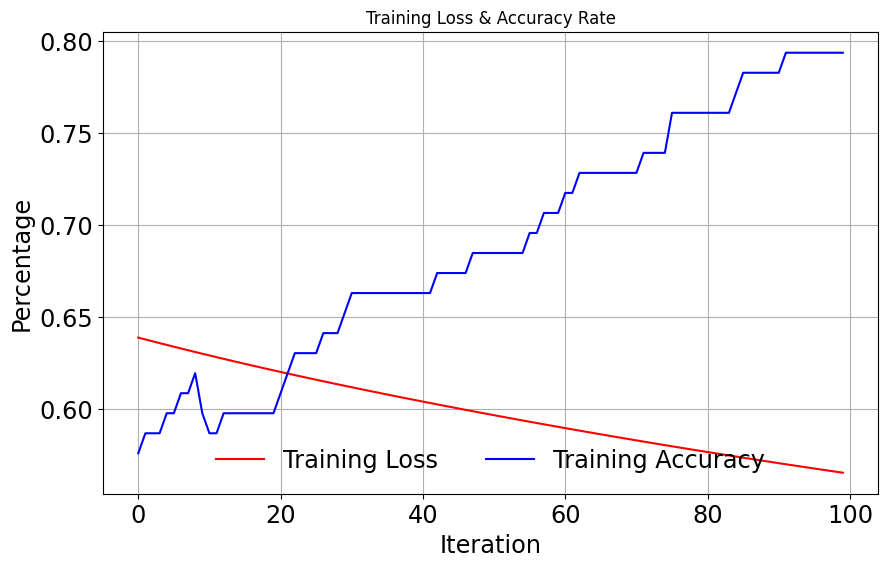 Training Loss & Accuracy Rate
0.80
0.75
0.70
0.65
0.60
Percentage
Training Loss Training Accuracy
0 20 40 60 80 100
Iteration